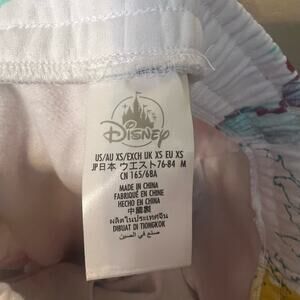 Disney
US/AU XS/EXCH UK XS EU XS
JP日本 ウエスト76-84 M
CN 165/68A
MADE IN CHINA
FABRIQUÉ EN CHINE
HECHO EN CHINA
中國製
ผลิตในประเทศจีน
DIBUAT DI TIONGKOK
صنع في الصين